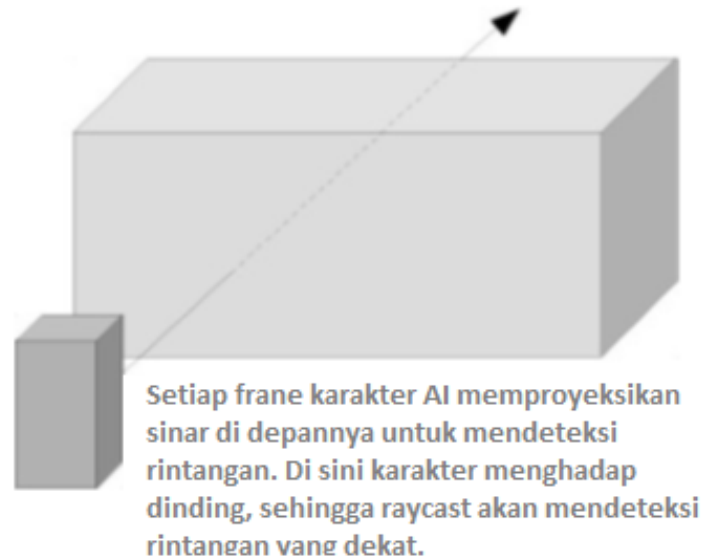 Setiap frane karakter AI memproyeksikan
sinar di depannya untuk mendeteksi
rintangan. Di sini karakter menghadap
dinding, sehingga raycast akan mendeteksi
rintangan yang dekat.